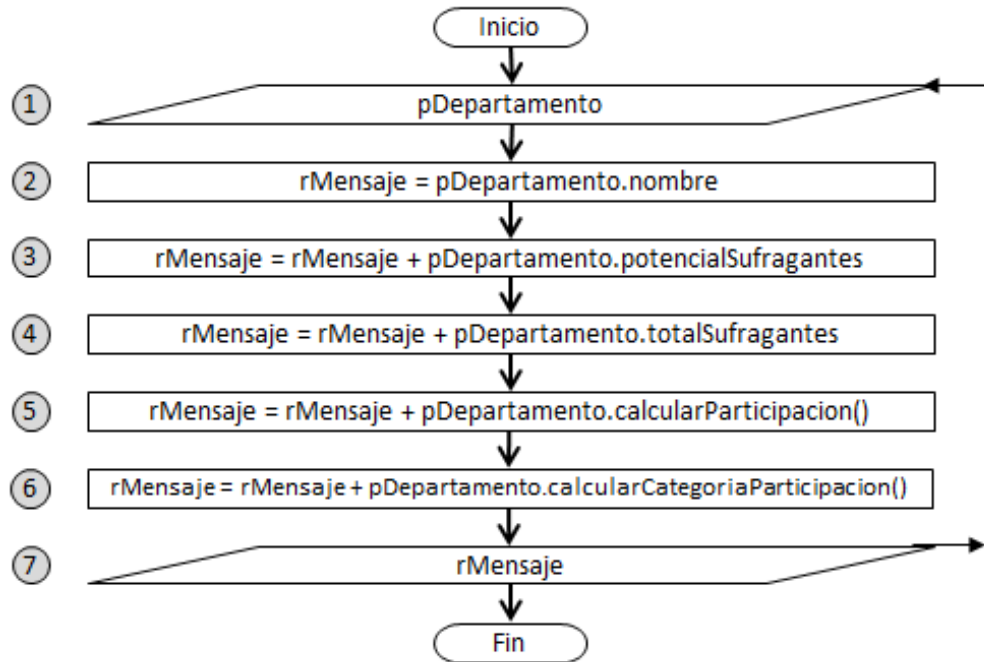 Inicio
1 pDepartamento
2 rMensaje = pDepartamento.nombre
3 rMensaje = rMensaje + pDepartamento.potencialSufragantes
4 rMensaje = rMensaje + pDepartamento.totalSufragantes
5 rMensaje = rMensaje + pDepartamento.calcularParticipacion()
6 rMensaje = rMensaje + pDepartamento.calcularCategoriaParticipacion()
7 rMensaje
Fin